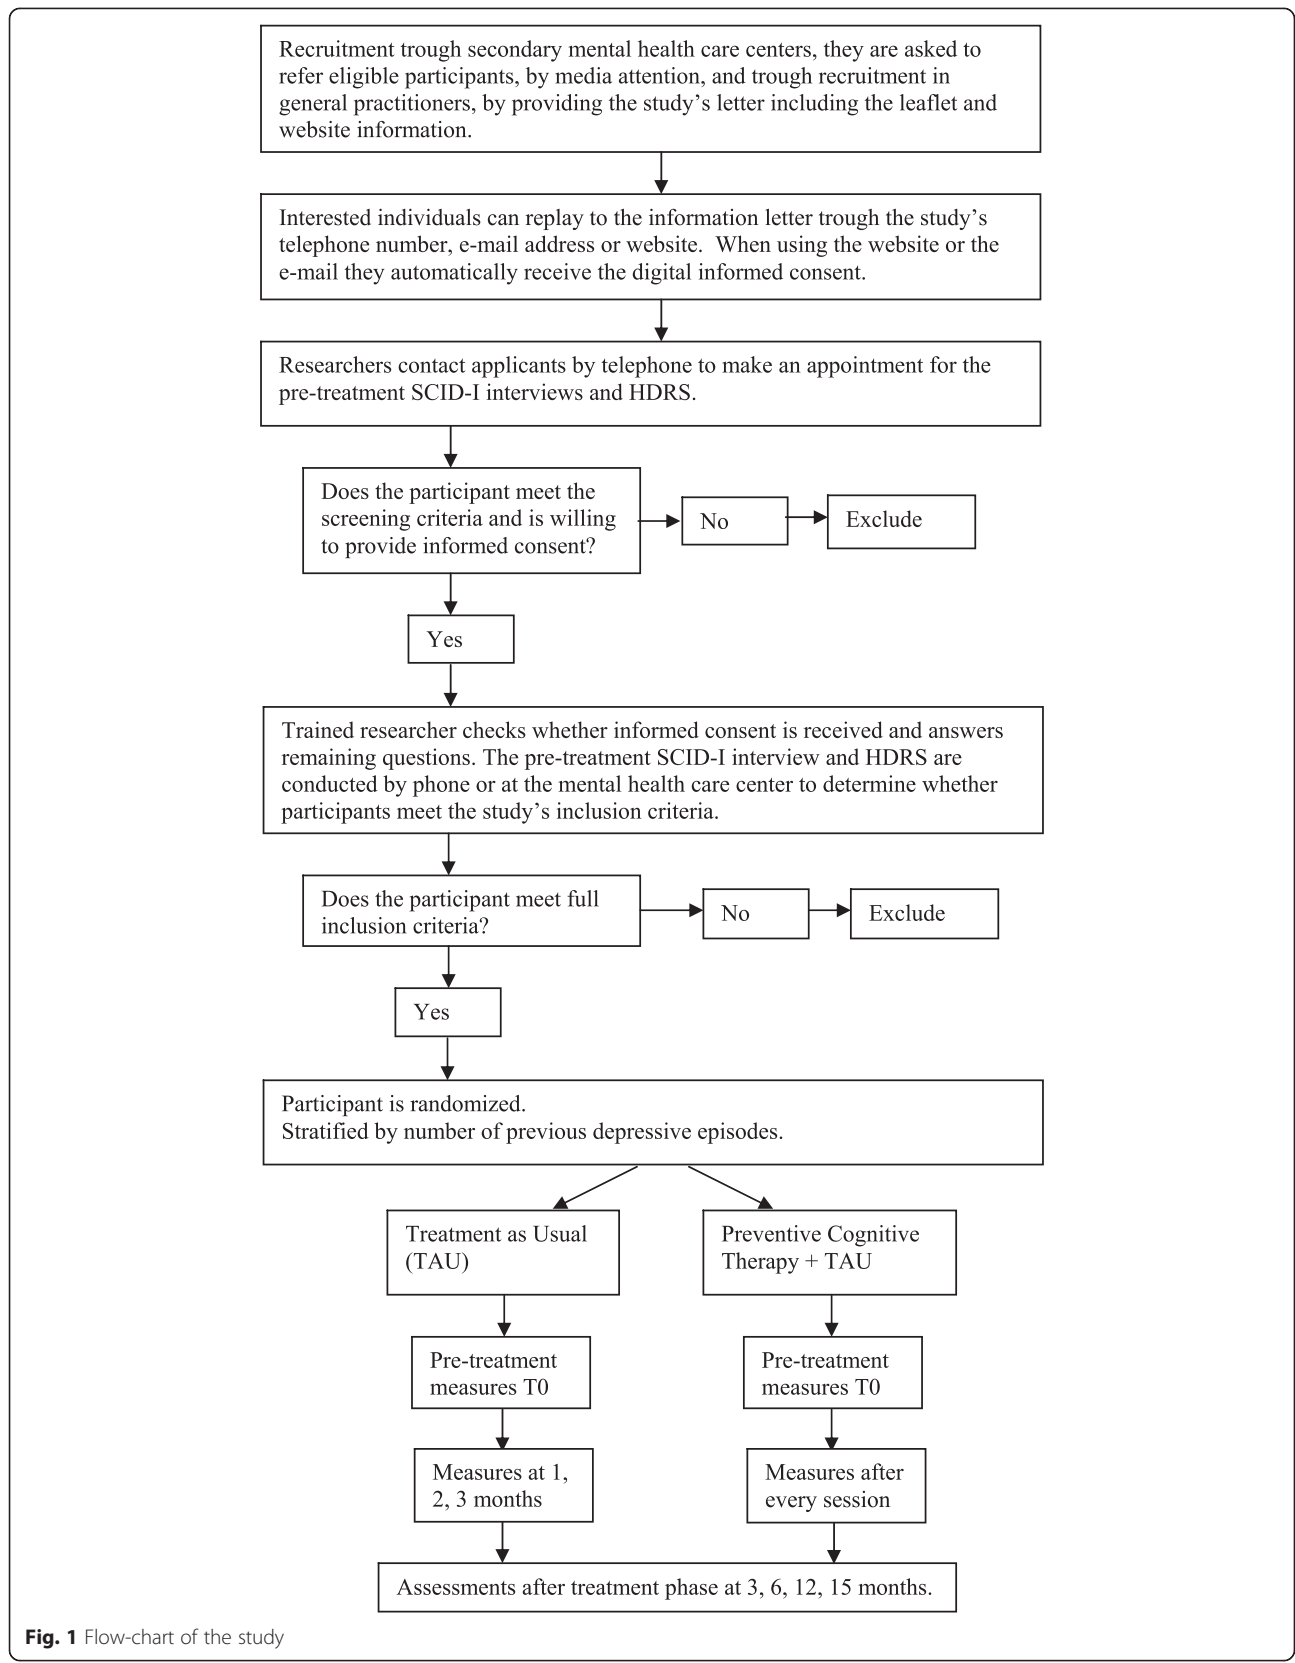 Recruitment trough secondary mental health care centers, they are asked to
refer eligible participants, by media attention, and trough recruitment in
general practitioners, by providing the study's letter including the leaflet and
website information.
Interested individuals can replay to the information letter trough the study's
telephone number, e-mail address or website.  When using the website or the
e-mail they automatically receive the digital informed consent.
Researchers contact applicants by telephone to make an appointment for the
pre-treatment SCID-I interviews and HDRS.
Does the participant meet the
screening criteria and is willing
to provide informed consent?
No
Exclude
Yes
Trained researcher checks whether informed consent is received and answers
remaining questions. The pre-treatment SCID-I interview and HDRS are
conducted by phone or at the mental health care center to determine whether
participants meet the study's inclusion criteria.
Does the participant meet full
inclusion criteria?
No
Exclude
Yes
Participant is randomized.
Stratified by number of previous depressive episodes.
Treatment as Usual
(TAU)
Preventive Cognitive
Therapy + TAU
Pre-treatment
measures T0
Pre-treatment
measures T0
Measures at 1,
2, 3 months
Measures after
every session
Assessments after treatment phase at 3, 6, 12, 15 months.
Fig. 1 Flow-chart of the study